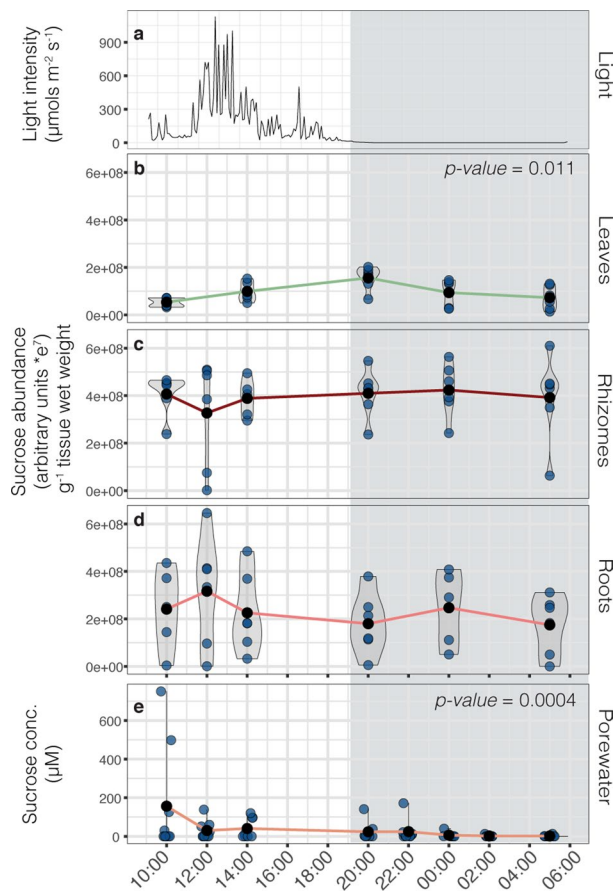 a
900
600
300
0
Light intensity
(µmols m-2 s-1)
Light
b
p-value = 0.011
6e+08
4e+08
2e+08
0e+00
Leaves
c
6e+08
4e+08
2e+08
0e+00
Rhizomes
Sucrose abundance
(arbitrary units *e7)
g-1 tissue wet weight
d
6e+08
4e+08
2e+08
0e+00
Roots
e
p-value = 0.0004
600
400
200
0
Sucrose conc.
(µM)
Porewater
10:00
12:00
14:00
16:00
18:00
20:00
22:00
00:00
02:00
04:00
06:00